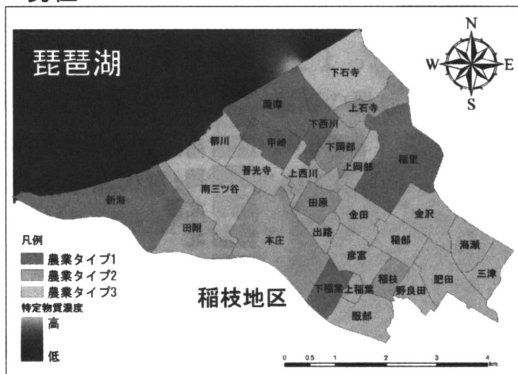 琵琶湖
N
W E
S
下石寺
薩摩
上石寺
下西川
柳川
甲崎
下岡部
稲里
普光寺
上西川
上岡部
南三ツ谷
新海
田原
金田
金沢
田附
本庄
出路
稲部
海瀬
彦富
三津
下稲葉
上稲葉
稲枝
野良田
肥田
服部
稲枝地区
凡例
農業タイプ1
農業タイプ2
農業タイプ3
特定物質濃度
高
低
0 0.5 1 2 3 4
km